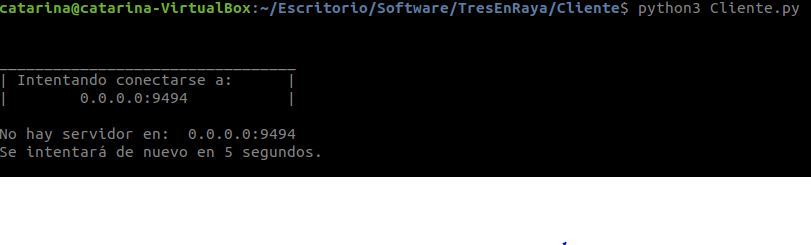 catarina@catarina-VirtualBox:~/Escritorio/Software/TresEnRaya/Cliente$ python3 Cliente.py
_________________________________
| Intentando conectarse a:      |
|        0.0.0.0:9494           |
No hay servidor en:  0.0.0.0:9494
Se intentará de nuevo en 5 segundos.